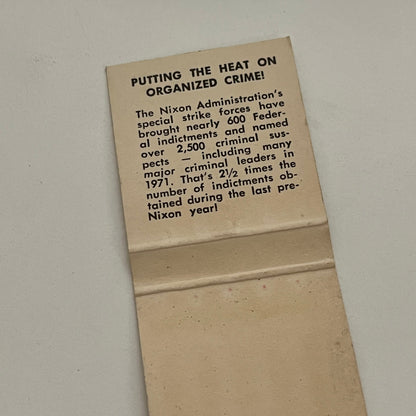 PUTTING THE HEAT ON
ORGANIZED CRIME!
The Nixon Administration's
special strike forces have
brought nearly 600 Feder-
al indictments and named
over 2,500 criminal sus-
pects — including many
major criminal leaders in
1971. That's 2½ times the
number of indictments ob-
tained during the last pre-
Nixon year!